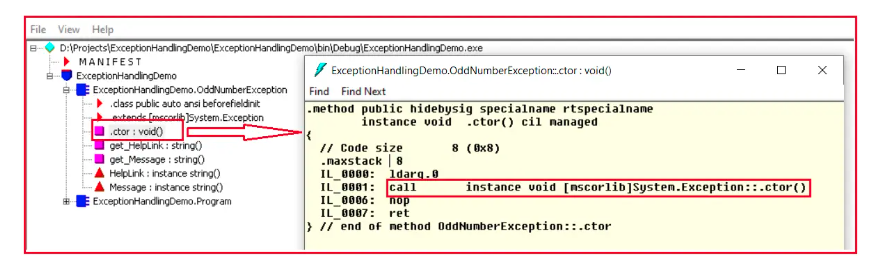 File View Help
D:\Projects\ExceptionHandlingDemo\ExceptionHandlingDemo\bin\Debug\ExceptionHandlingDemo.exe
MANIFEST
ExceptionHandlingDemo
ExceptionHandlingDemo.OddNumberException
.class public auto ansi beforefieldinit
.extends [mscorlib]System.Exception
.ctor : void()
get_HelpLink : string()
get_Message : string()
HelpLink : instance string()
Message : instance string()
ExceptionHandlingDemo.Program
ExceptionHandlingDemo.OddNumberException::.ctor : void()
Find Find Next
.method public hidebysig specialname rtspecialname
instance void .ctor() cil managed
{
// Code size 8 (0x8)
.maxstack 8
IL_0000: ldarg.0
IL_0001: call instance void [mscorlib]System.Exception::.ctor()
IL_0006: nop
IL_0007: ret
} // end of method OddNumberException::.ctor